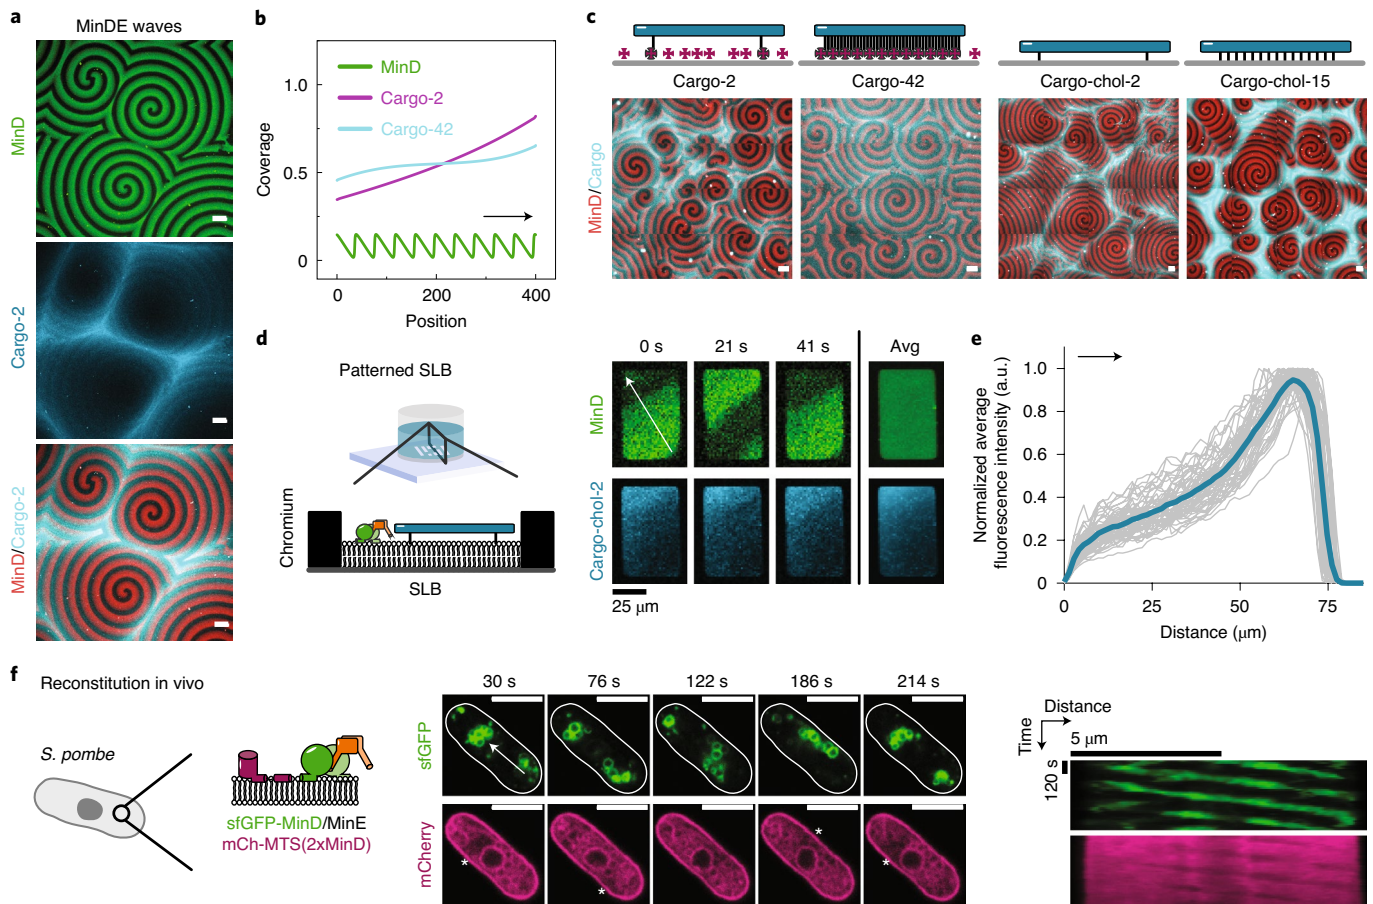 a
MinDE waves
MinD
Cargo-2
MinD/Cargo-2
b
MinD
Cargo-2
Cargo-42
Coverage
1.0
0.5
0
0
200
400
Position
c
Cargo-2
Cargo-42
Cargo-chol-2
Cargo-chol-15
MinD/Cargo
d
Patterned SLB
Chromium
SLB
0 s
21 s
41 s
Avg
MinD
Cargo-chol-2
25 µm
e
Normalized average
fluorescence intensity (a.u.)
1.0
0.8
0.6
0.4
0.2
0
0
25
50
75
Distance (µm)
f
Reconstitution in vivo
S. pombe
sfGFP-MinD/MinE
mCh-MTS(2xMinD)
30 s
76 s
122 s
186 s
214 s
sfGFP
mCherry
*
*
*
*
Distance
Time
5 µm
120 s